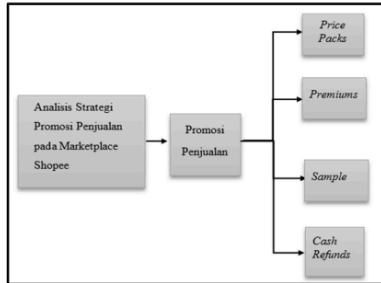 Analisis Strategi
Promosi Penjualan
pada Marketplace
Shopee
Promosi
Penjualan
Price
Packs
Premiums
Sample
Cash
Refunds